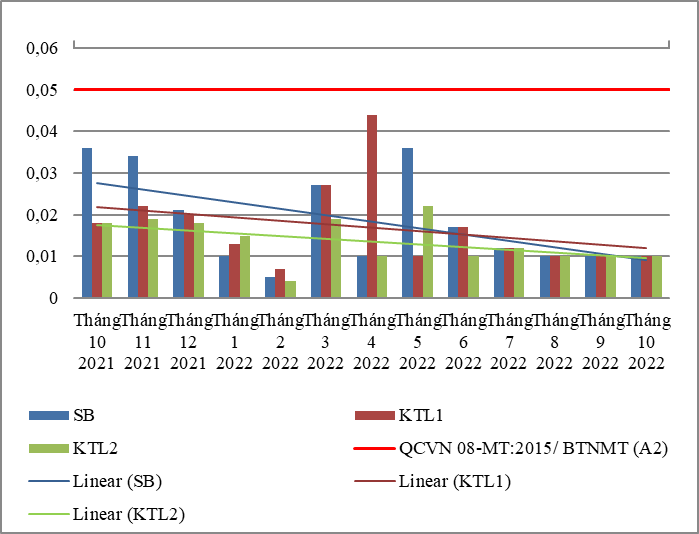 0,06
0,05
0,04
0,03
0,02
0,01
0
Tháng Tháng Tháng Tháng Tháng Tháng Tháng Tháng Tháng Tháng Tháng Tháng Tháng
10 11 12 1 2 3 4 5 6 7 8 9 10
2021 2021 2021 2022 2022 2022 2022 2022 2022 2022 2022 2022 2022
SB KTL1
KTL2 QCVN 08-MT:2015/ BTNMT (A2)
Linear (SB) Linear (KTL1)
Linear (KTL2)